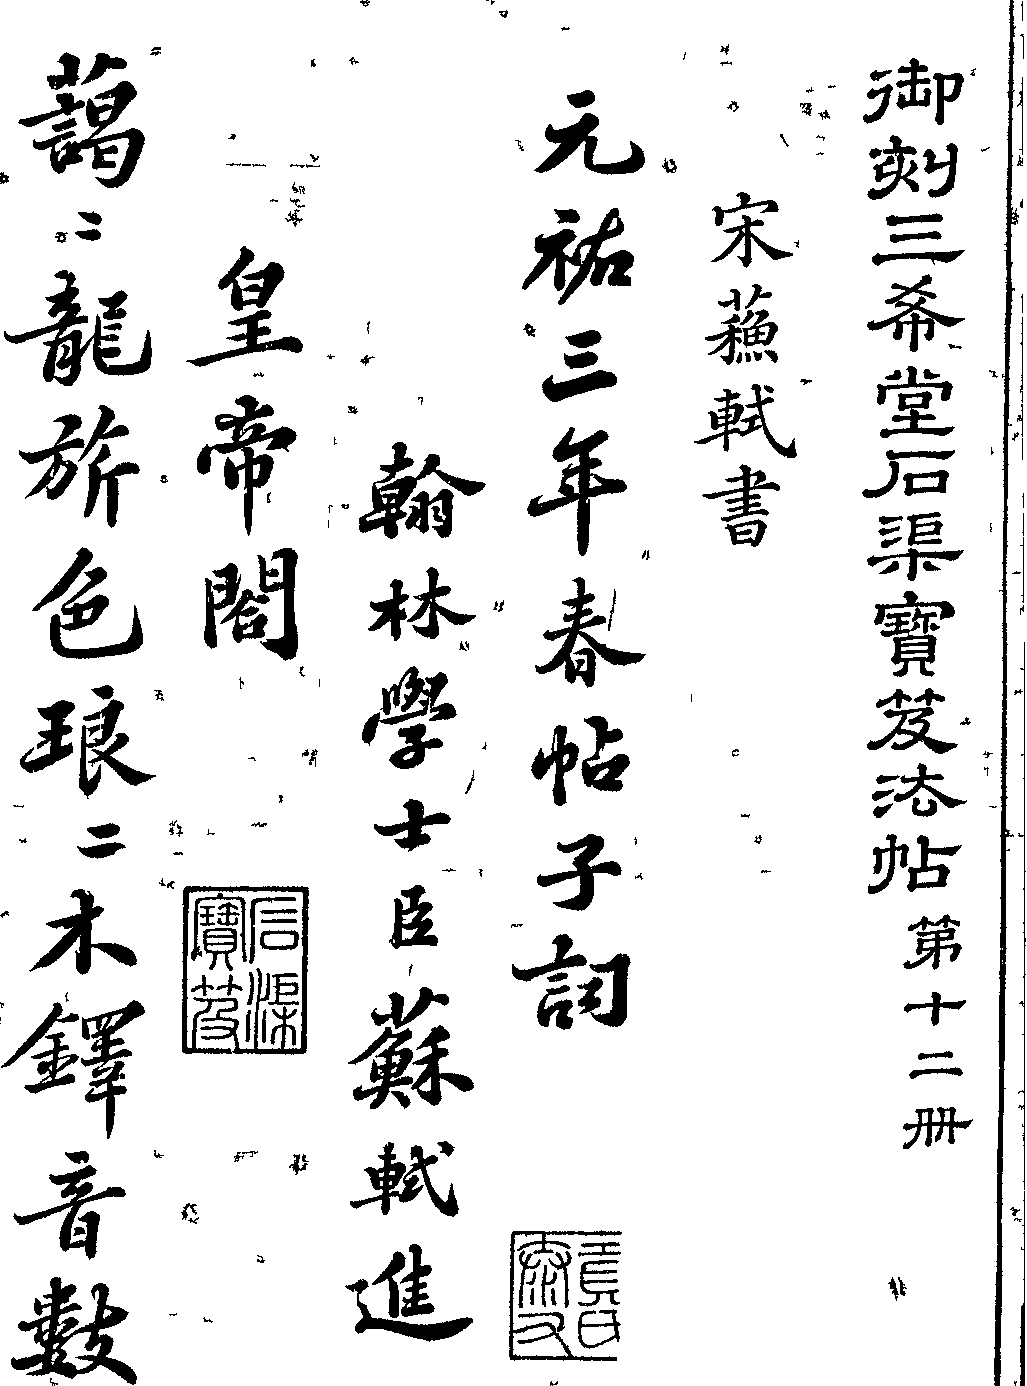 御刻三希堂石渠寶笈法帖第十二冊
宋蘓軾書
元祐三年春帖子詞
翰林學士臣蘇軾進
皇帝閤
石渠寶笈
藹〻龍旂色琅〻木鐸音數